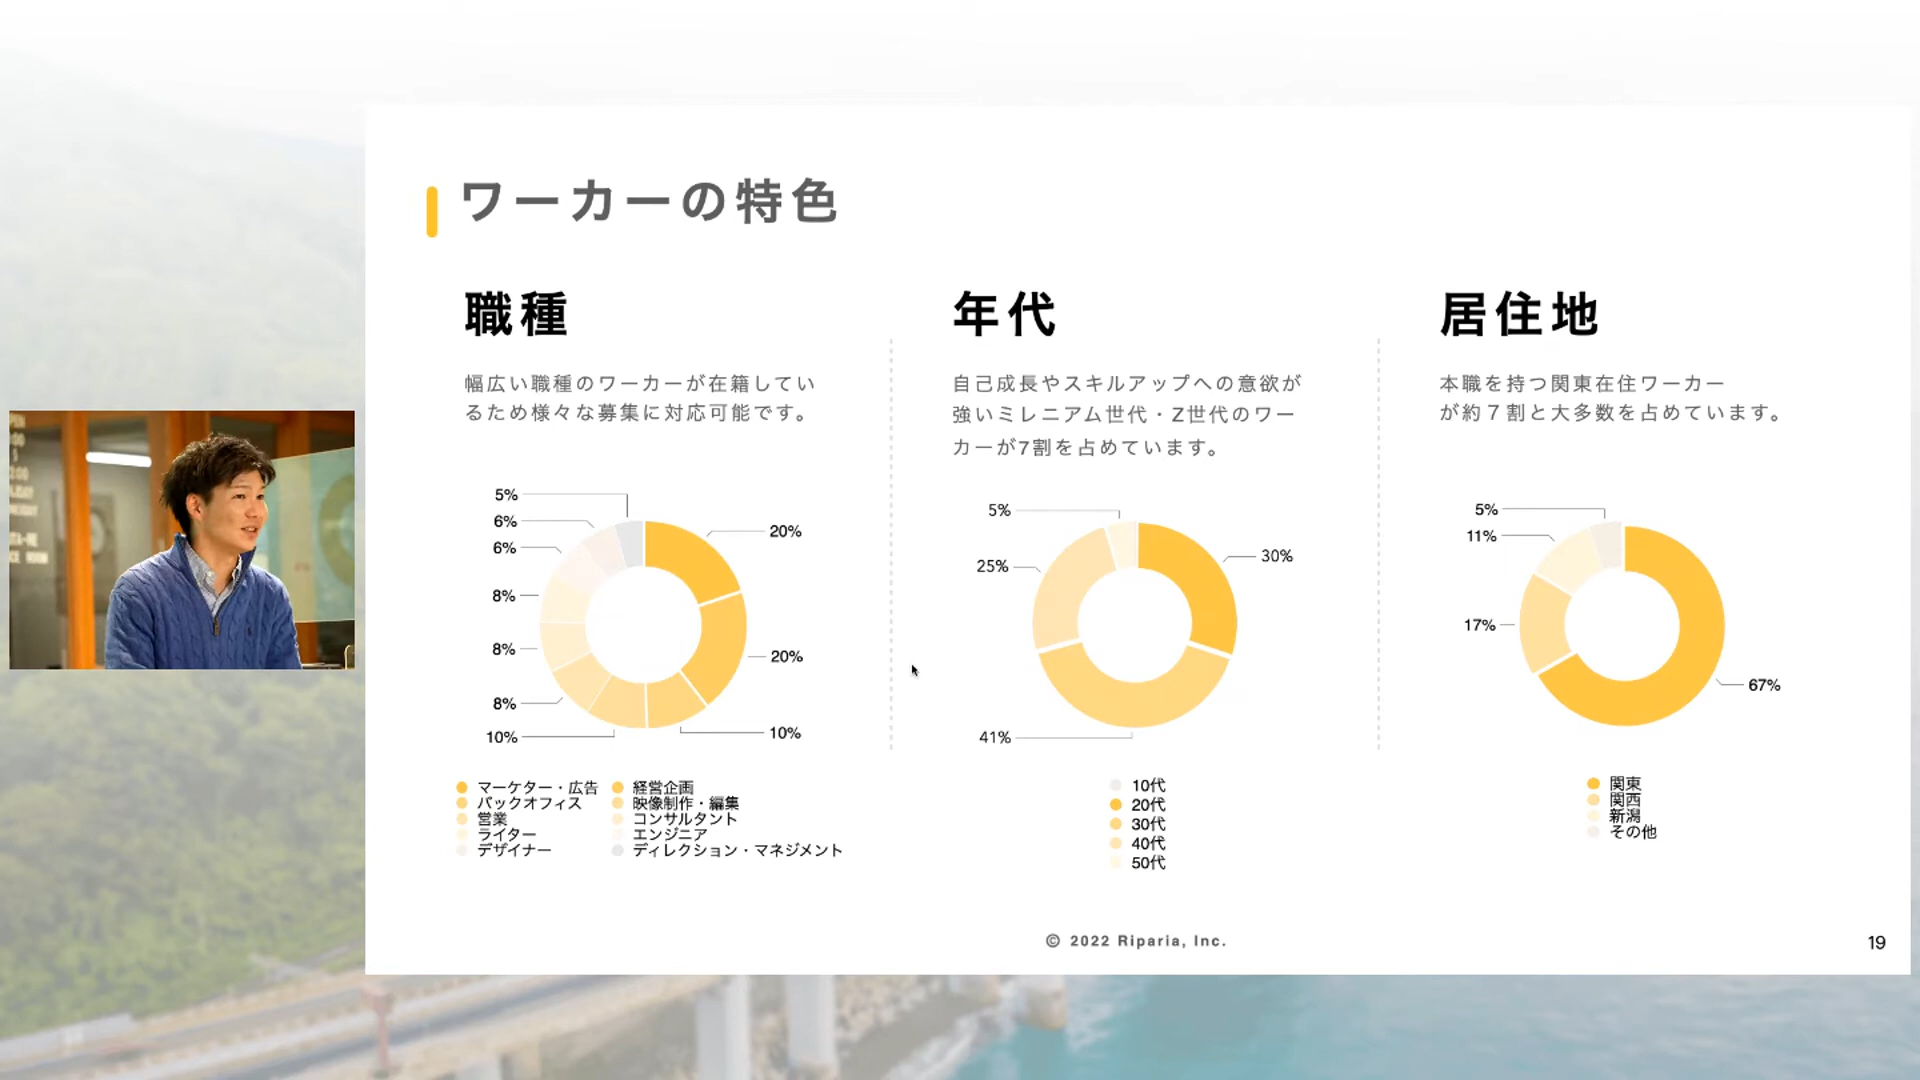 ワーカーの特色
職種
幅広い職種のワーカーが在籍してい
るため様々な募集に対応可能です。
5%
6%
6%
8%
8%
8%
10%
20%
20%
10%
マーケター・広告
経営企画
バックオフィス
映像制作・編集
営業
コンサルタント
ライター
エンジニア
デザイナー
ディレクション・マネジメント
年代
自己成長やスキルアップへの意欲が
強いミレニアム世代・Z世代のワー
カーが7割を占めています。
5%
25%
41%
30%
10代
20代
30代
40代
50代
居住地
本職を持つ関東在住ワーカー
が約７割と大多数を占めています。
5%
11%
17%
67%
関東
関西
新潟
その他
© 2022 Riparia, Inc.
19